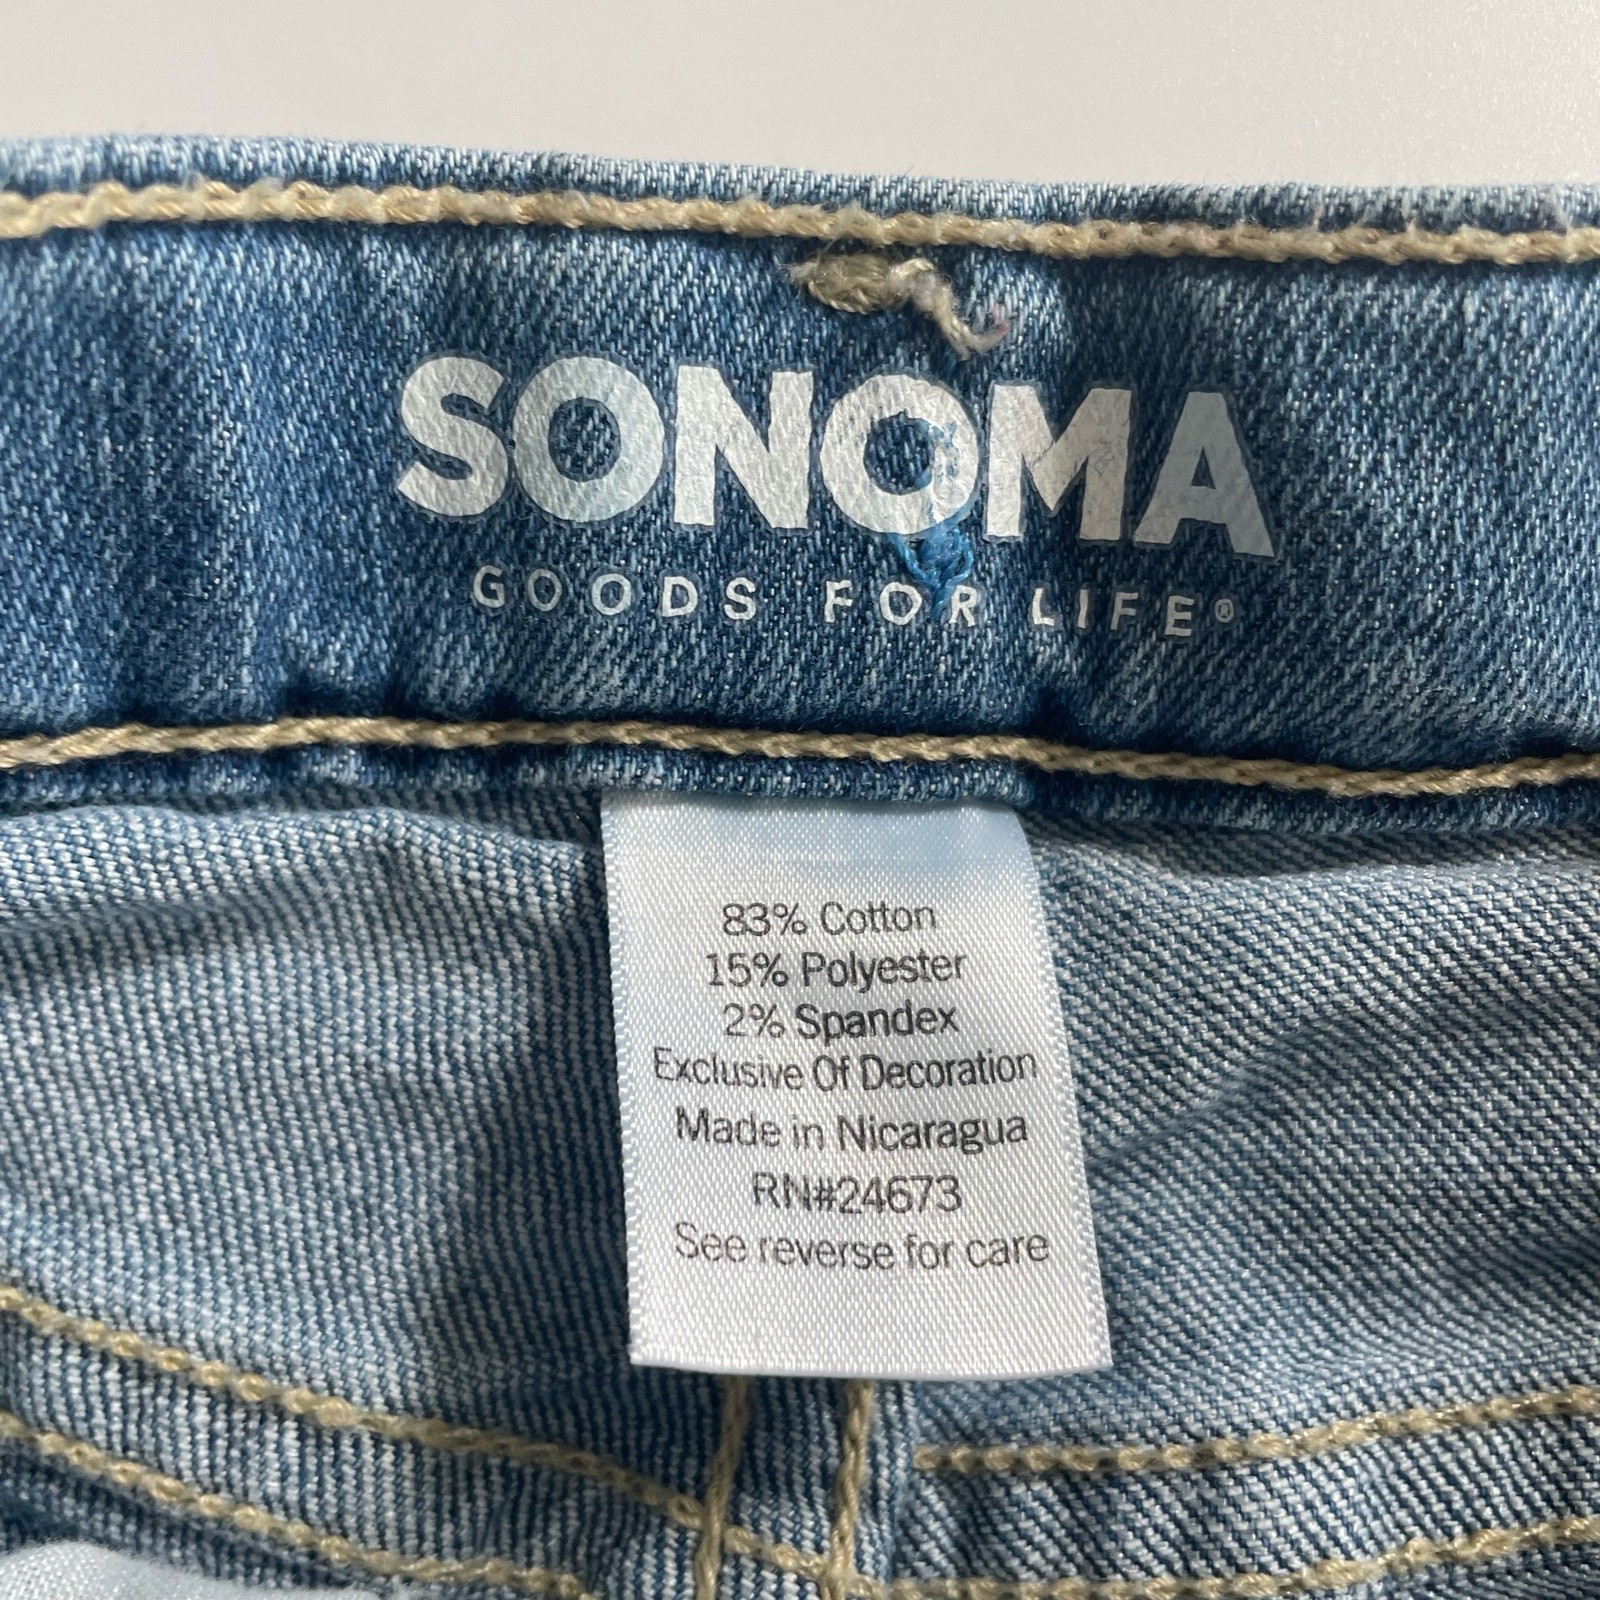 SONOMA
GOODS FOR LIFE®
83% Cotton
15% Polyester
2% Spandex
Exclusive Of Decoration
Made in Nicaragua
RN#24673
See reverse for care